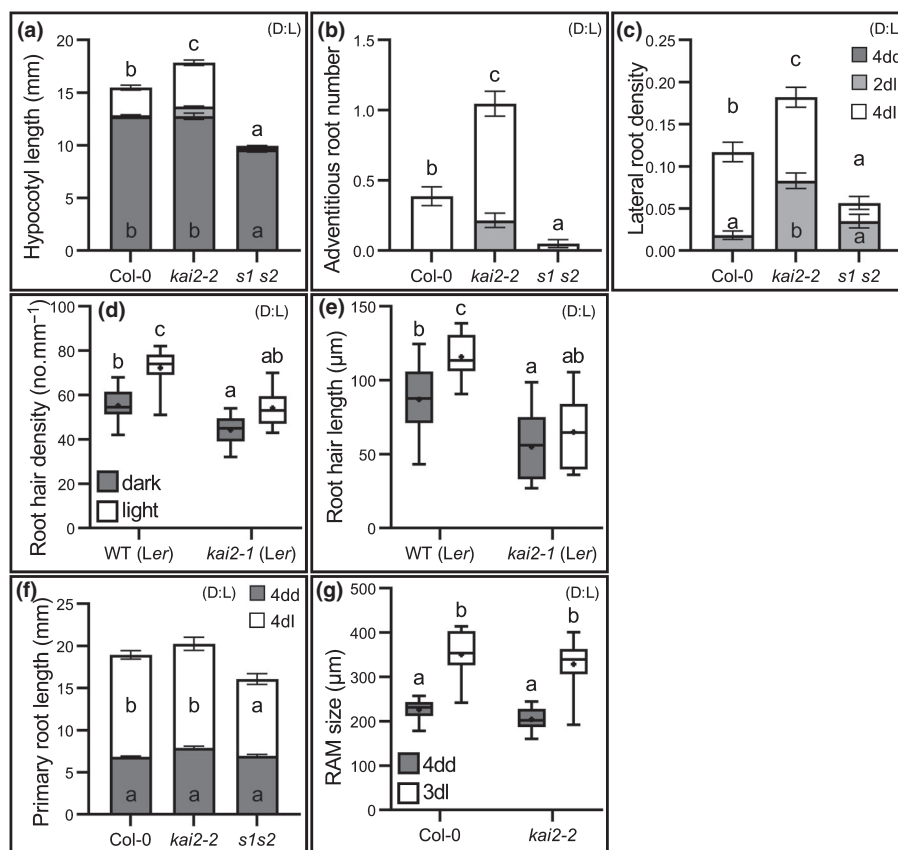 (a)
(D:L)
Hypocotyl length (mm)
20
15
10
5
0
b
c
a
b
b
a
Col-0
kai2-2
s1 s2
(b)
(D:L)
Adventitious root number
1.5
1.0
0.5
0.0
b
c
a
Col-0
kai2-2
s1 s2
(c)
(D:L)
Lateral root density
0.25
0.20
0.15
0.10
0.05
0.00
4dd
2dl
4dl
b
c
a
a
b
a
Col-0
kai2-2
s1 s2
(d)
(D:L)
Root hair density (no.mm−1)
100
80
60
40
20
0
b
c
a
ab
dark
light
WT (Ler)
kai2-1 (Ler)
(e)
(D:L)
Root hair length (μm)
150
100
50
0
b
c
a
ab
WT (Ler)
kai2-1 (Ler)
(f)
(D:L)
4dd
4dl
Primary root length (mm)
25
20
15
10
5
0
b
b
a
a
a
a
Col-0
kai2-2
s1s2
(g)
(D:L)
RAM size (μm)
500
400
300
200
100
0
a
b
a
b
4dd
3dl
Col-0
kai2-2